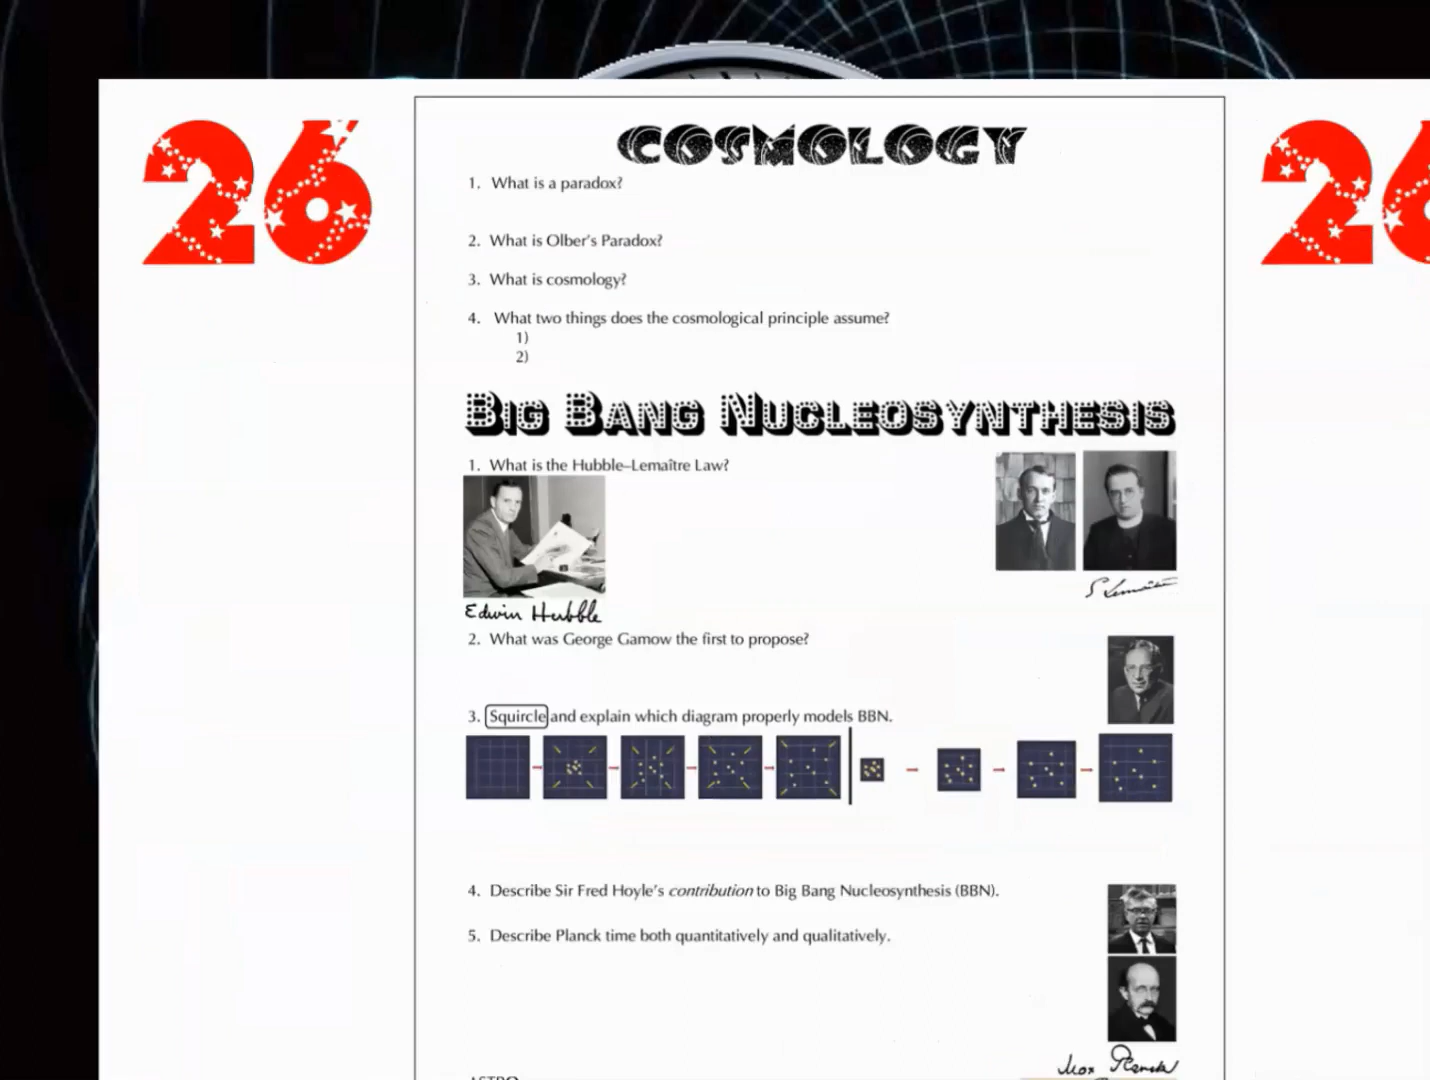 26
26
COSMOLOGY
1. What is a paradox?
2. What is Olber's Paradox?
3. What is cosmology?
4. What two things does the cosmological principle assume?
1)
2)
BIG BANG NUCLEOSYNTHESIS
1. What is the Hubble–Lemaître Law?
Edwin Hubble
2. What was George Gamow the first to propose?
3. Squircle and explain which diagram properly models BBN.
4. Describe Sir Fred Hoyle's contribution to Big Bang Nucleosynthesis (BBN).
5. Describe Planck time both quantitatively and qualitatively.